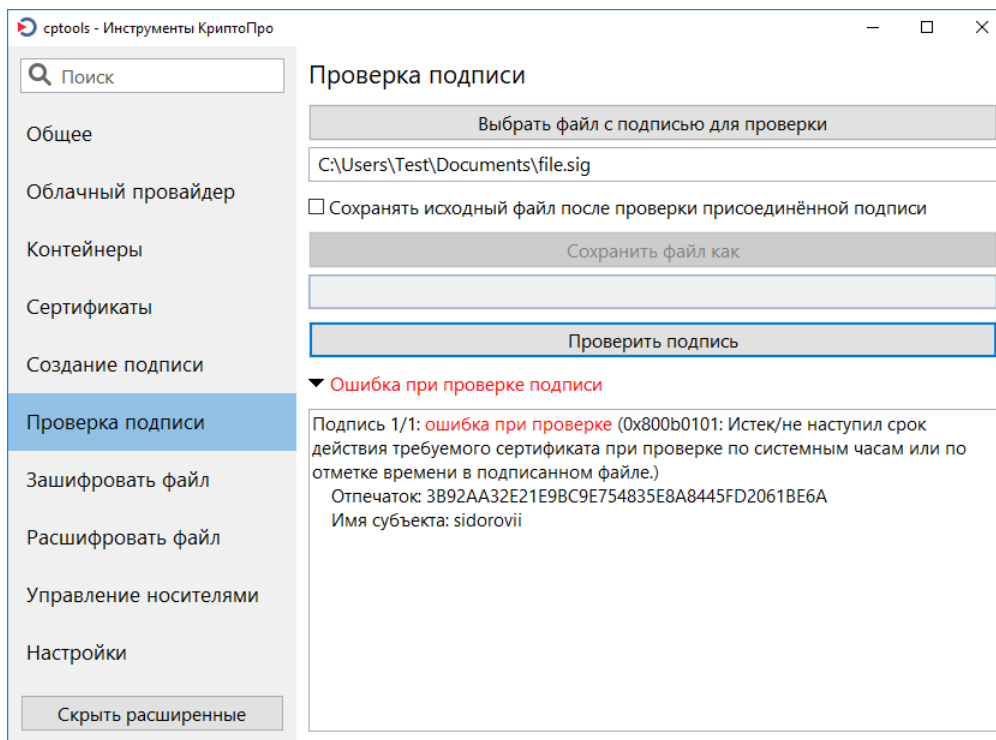 cptools - Инструменты КриптоПро
Поиск
Общее
Облачный провайдер
Контейнеры
Сертификаты
Создание подписи
Проверка подписи
Зашифровать файл
Расшифровать файл
Управление носителями
Настройки
Скрыть расширенные
Проверка подписи
Выбрать файл с подписью для проверки
C:\Users\Test\Documents\file.sig
Сохранять исходный файл после проверки присоединённой подписи
Сохранить файл как
Проверить подпись
Ошибка при проверке подписи
Подпись 1/1: ошибка при проверке (0x800b0101: Истек/не наступил срок
действия требуемого сертификата при проверке по системным часам или по
отметке времени в подписанном файле.)
Отпечаток: 3B92AA32E21E9BC9E754835E8A8445FD2061BE6A
Имя субъекта: sidorovii